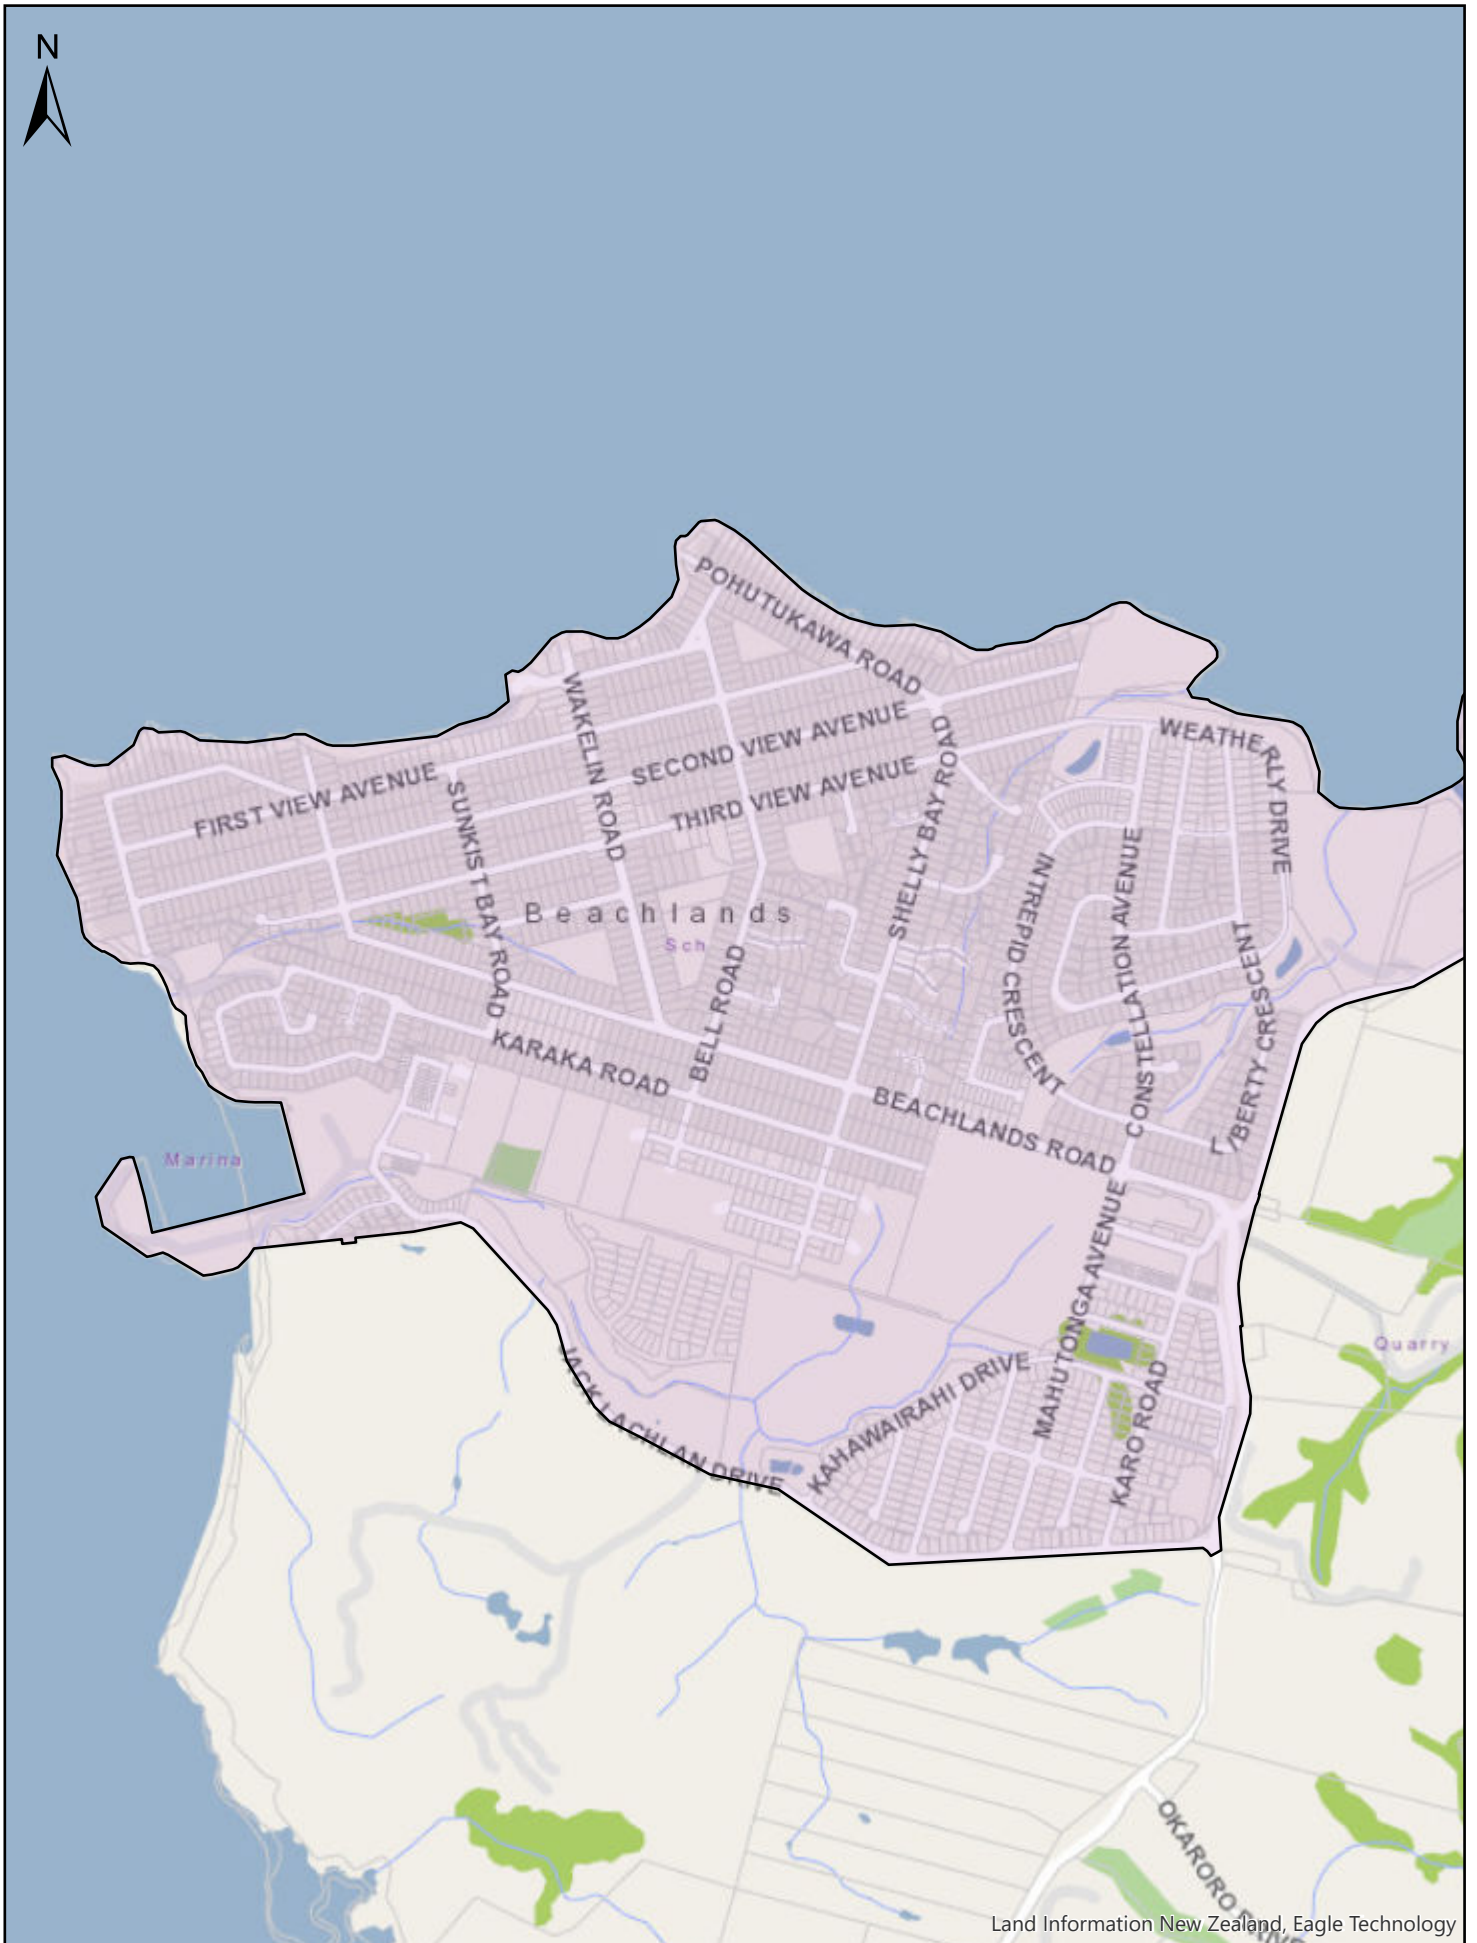 N
POHUTUKAWA ROAD
WAKELIN ROAD
SECOND VIEW AVENUE
WEATHERLY DRIVE
FIRST VIEW AVENUE
THIRD VIEW AVENUE
SHELLY BAY ROAD
SUNKIST BAY ROAD
INTREPID CRESCENT
CONSTELLATION AVENUE
Beachlands
Sch
BELL ROAD
LIBERTY CRESCENT
KARAKA ROAD
BEACHLANDS ROAD
Marina
MAHUTONGA AVENUE
Quarry
JACK LACHLAN DRIVE
KAHAWAIRAHI DRIVE
KARO ROAD
OKARORO DRIVE
Land Information New Zealand, Eagle Technology